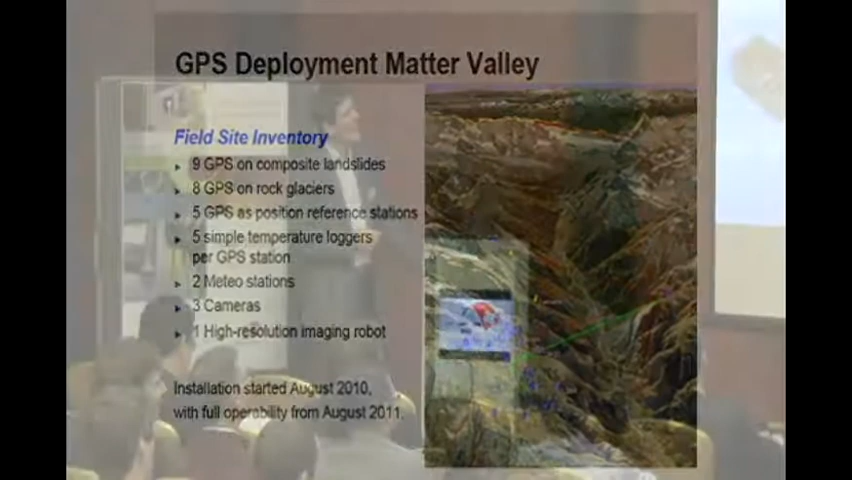 GPS Deployment Matter Valley
Field Site Inventory
9 GPS on composite landslides
8 GPS on rock glaciers
5 GPS as position reference stations
5 simple temperature loggers
per GPS station
2 Meteo stations
3 Cameras
1 High-resolution imaging robot
Installation started August 2010,
with full operability from August 2011.